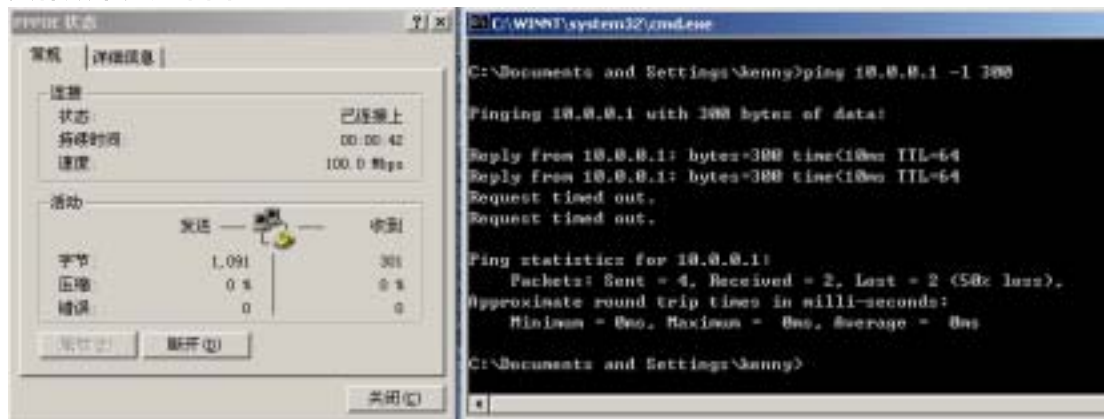 PPPOE 状态
常规
详细信息
连接
状态: 已连接上
持续时间: 00:00:42
速度: 100.0 Mbps
活动
发送 — — 收到
字节: 1,091 301
压缩: 0 % 0 %
错误: 0 0
断开(D)
关闭(C)
C:\WINNT\system32\cmd.exe
C:\Documents and Settings\kenny>ping 10.0.0.1 -l 300
Pinging 10.0.0.1 with 300 bytes of data:
Reply from 10.0.0.1: bytes=300 time<10ms TTL=64
Reply from 10.0.0.1: bytes=300 time<10ms TTL=64
Request timed out.
Request timed out.
Ping statistics for 10.0.0.1:
Packets: Sent = 4, Received = 2, Lost = 2 (50% loss),
Approximate round trip times in milli-seconds:
Minimum = 0ms, Maximum = 0ms, Average = 0ms
C:\Documents and Settings\kenny>